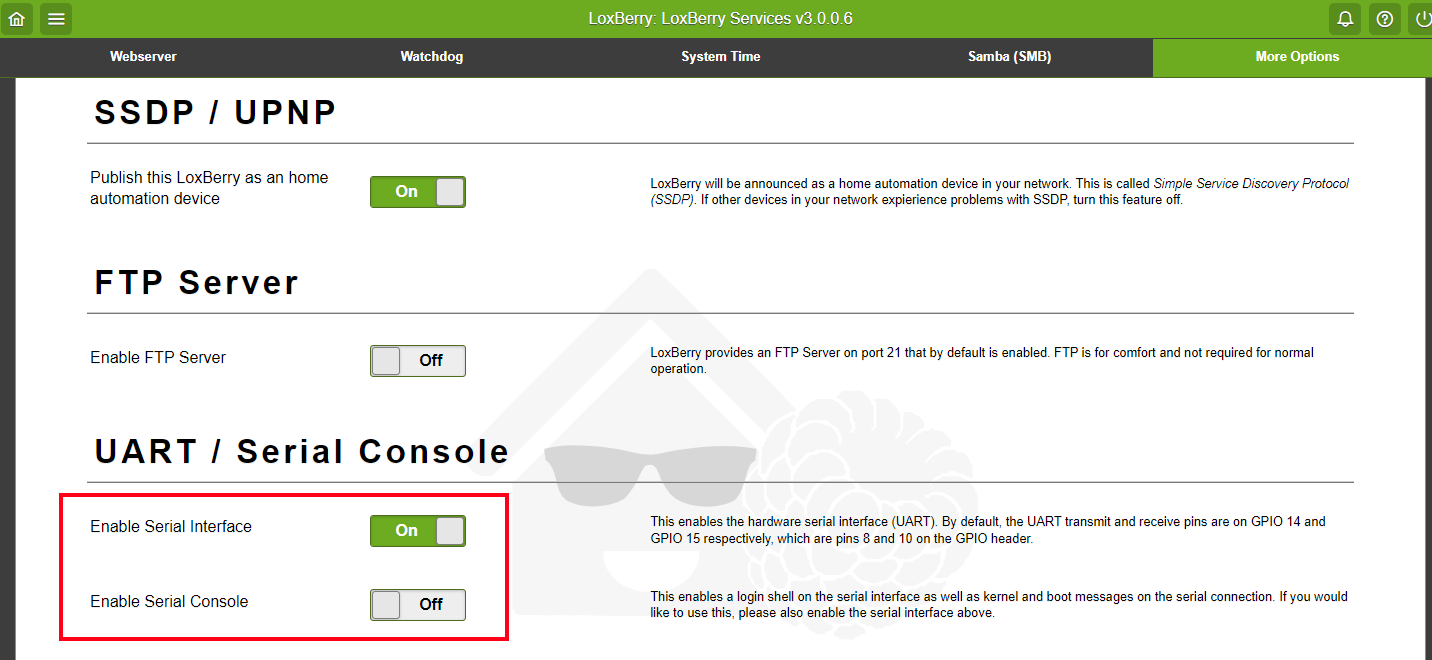 LoxBerry: LoxBerry Services v3.0.0.6
Webserver
Watchdog
System Time
Samba (SMB)
More Options
SSDP / UPNP
Publish this LoxBerry as an home
automation device
On
LoxBerry will be announced as a home automation device in your network. This is called Simple Service Discovery Protocol
(SSDP). If other devices in your network expierience problems with SSDP, turn this feature off.
FTP Server
Enable FTP Server
Off
LoxBerry provides an FTP Server on port 21 that by default is enabled. FTP is for comfort and not required for normal
operation.
UART / Serial Console
Enable Serial Interface
On
This enables the hardware serial interface (UART). By default, the UART transmit and receive pins are on GPIO 14 and
GPIO 15 respectively, which are pins 8 and 10 on the GPIO header.
Enable Serial Console
Off
This enables a login shell on the serial interface as well as kernel and boot messages on the serial connection. If you would
like to use this, please also enable the serial interface above.